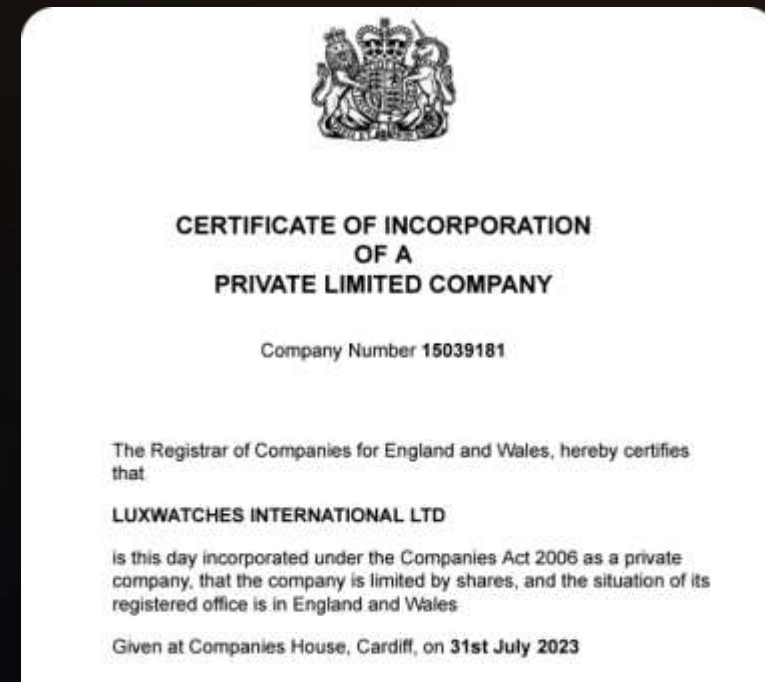 CERTIFICATE OF INCORPORATION
OF A
PRIVATE LIMITED COMPANY
Company Number 15039181
The Registrar of Companies for England and Wales, hereby certifies
that
LUXWATCHES INTERNATIONAL LTD
is this day incorporated under the Companies Act 2006 as a private
company, that the company is limited by shares, and the situation of its
registered office is in England and Wales
Given at Companies House, Cardiff, on 31st July 2023